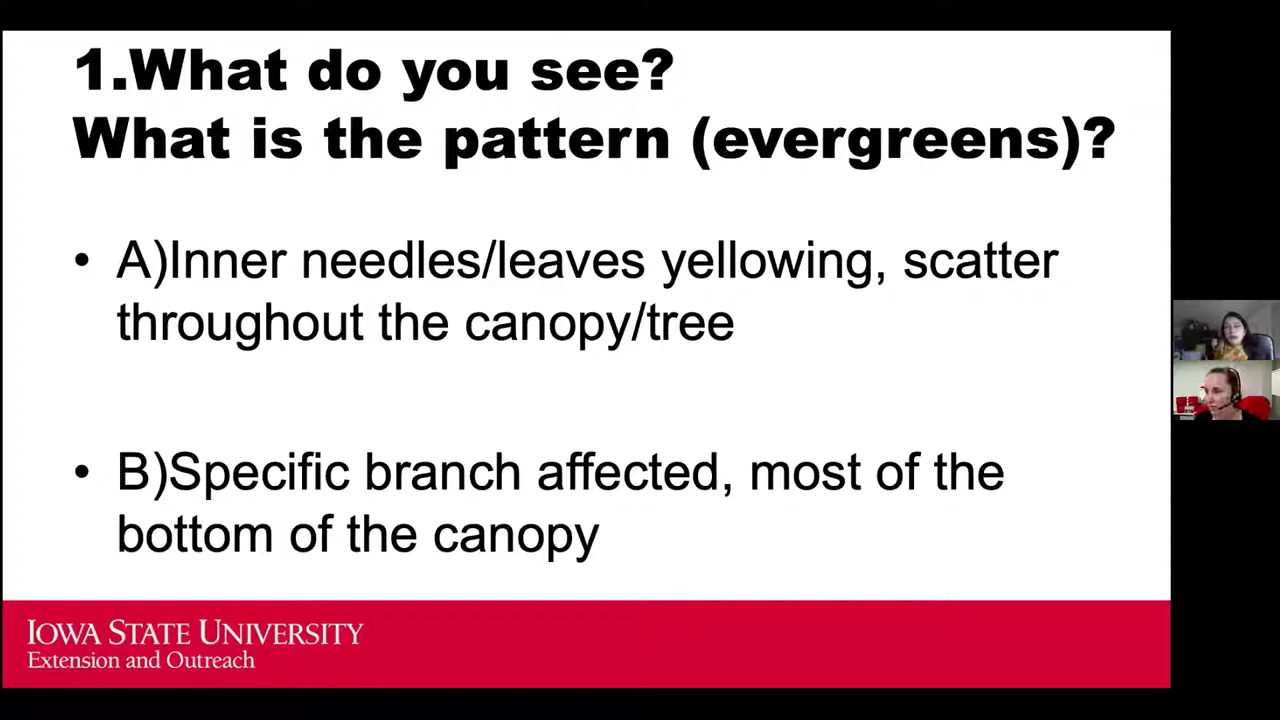 1.What do you see?
What is the pattern (evergreens)?
• A)Inner needles/leaves yellowing, scatter
throughout the canopy/tree
• B)Specific branch affected, most of the
bottom of the canopy
IOWA STATE UNIVERSITY
Extension and Outreach